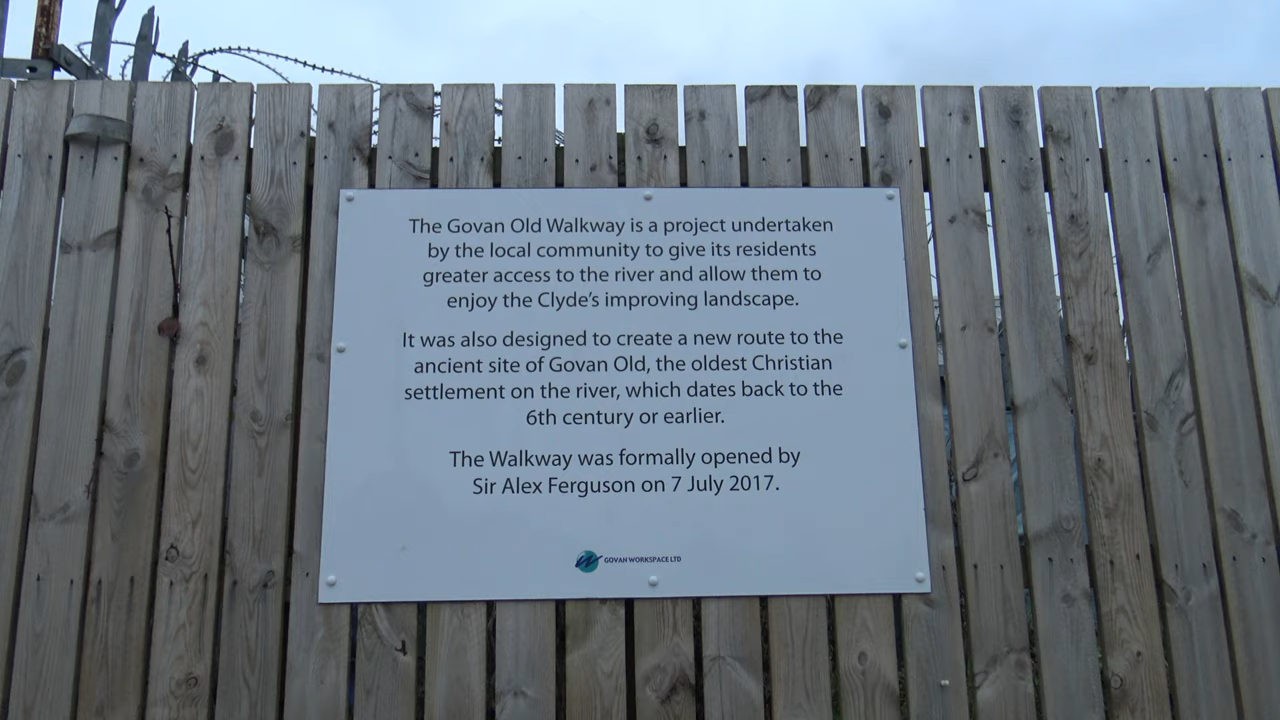 The Govan Old Walkway is a project undertaken
by the local community to give its residents
greater access to the river and allow them to
enjoy the Clyde's improving landscape.
It was also designed to create a new route to the
ancient site of Govan Old, the oldest Christian
settlement on the river, which dates back to the
6th century or earlier.
The Walkway was formally opened by
Sir Alex Ferguson on 7 July 2017.
GOVAN WORKSPACE LTD